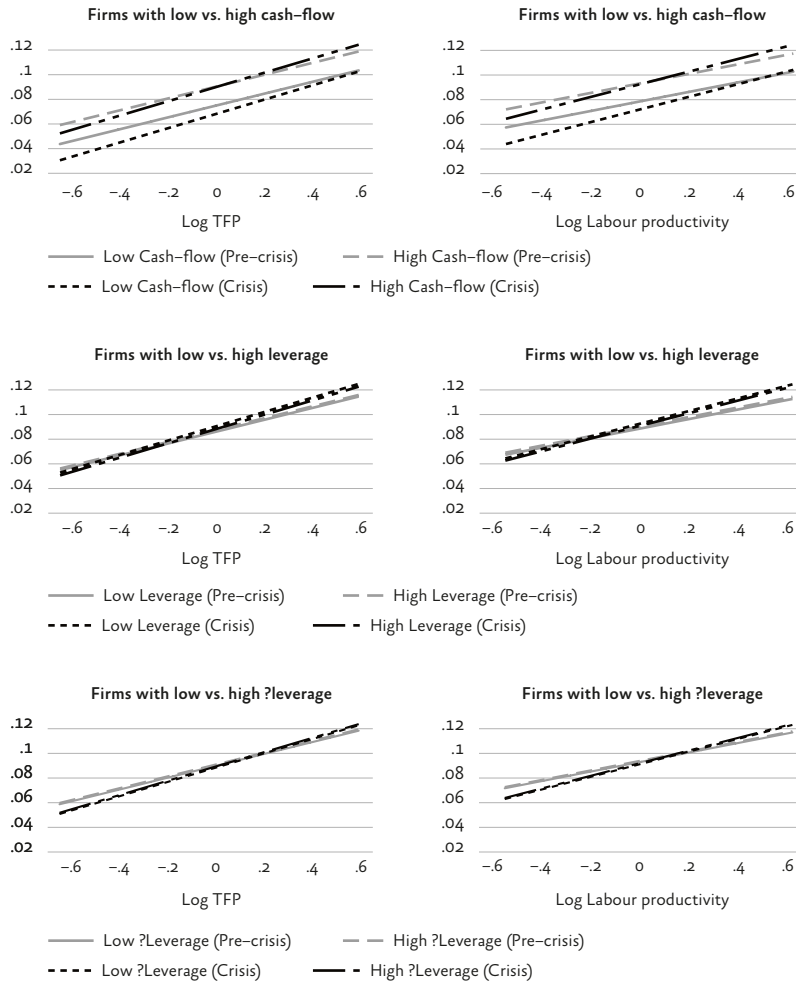 Firms with low vs. high cash–flow
Firms with low vs. high cash–flow
.12
.1
.08
.06
.04
.02
–.6 –.4 –.2 0 .2 .4 .6
Log TFP
.12
.1
.08
.06
.04
.02
–.6 –.4 –.2 0 .2 .4 .6
Log Labour productivity
Low Cash–flow (Pre–crisis) High Cash–flow (Pre–crisis)
Low Cash–flow (Crisis) High Cash–flow (Crisis)
Firms with low vs. high leverage
Firms with low vs. high leverage
.12
.1
.08
.06
.04
.02
–.6 –.4 –.2 0 .2 .4 .6
Log TFP
.12
.1
.08
.06
.04
.02
–.6 –.4 –.2 0 .2 .4 .6
Log Labour productivity
Low Leverage (Pre–crisis) High Leverage (Pre–crisis)
Low Leverage (Crisis) High Leverage (Crisis)
Firms with low vs. high ?leverage
Firms with low vs. high ?leverage
.12
.1
.08
.06
.04
.02
–.6 –.4 –.2 0 .2 .4 .6
Log TFP
.12
.1
.08
.06
.04
.02
–.6 –.4 –.2 0 .2 .4 .6
Log Labour productivity
Low ?Leverage (Pre–crisis) High ?Leverage (Pre–crisis)
Low ?Leverage (Crisis) High ?Leverage (Crisis)